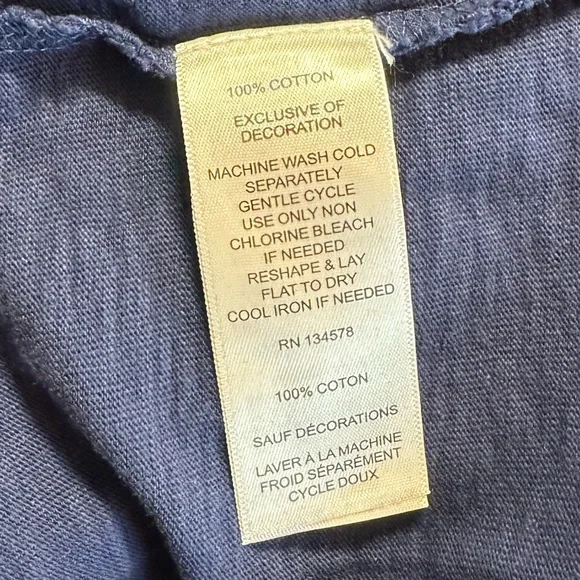 100% COTTON
EXCLUSIVE OF
DECORATION
MACHINE WASH COLD
SEPARATELY
GENTLE CYCLE
USE ONLY NON
CHLORINE BLEACH
IF NEEDED
RESHAPE & LAY
FLAT TO DRY
COOL IRON IF NEEDED
RN 134578
100% COTON
SAUF DÉCORATIONS
LAVER À LA MACHINE
FROID SÉPARÉMENT
CYCLE DOUX